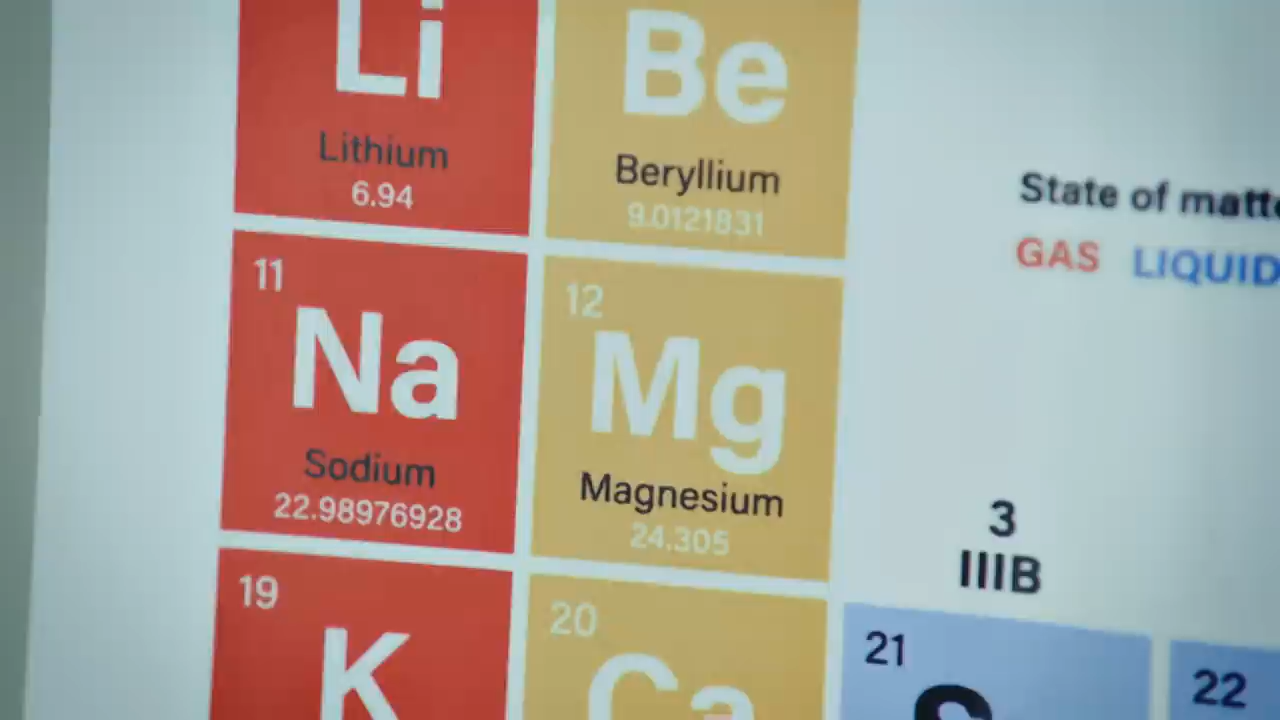 Li
Lithium
6.94
Be
Beryllium
9.0121831
State of
GAS LIQUID
11
Na
Sodium
22.98976928
12
Mg
Magnesium
24.305
3
IIIB
19
K
20
Ca
21
22